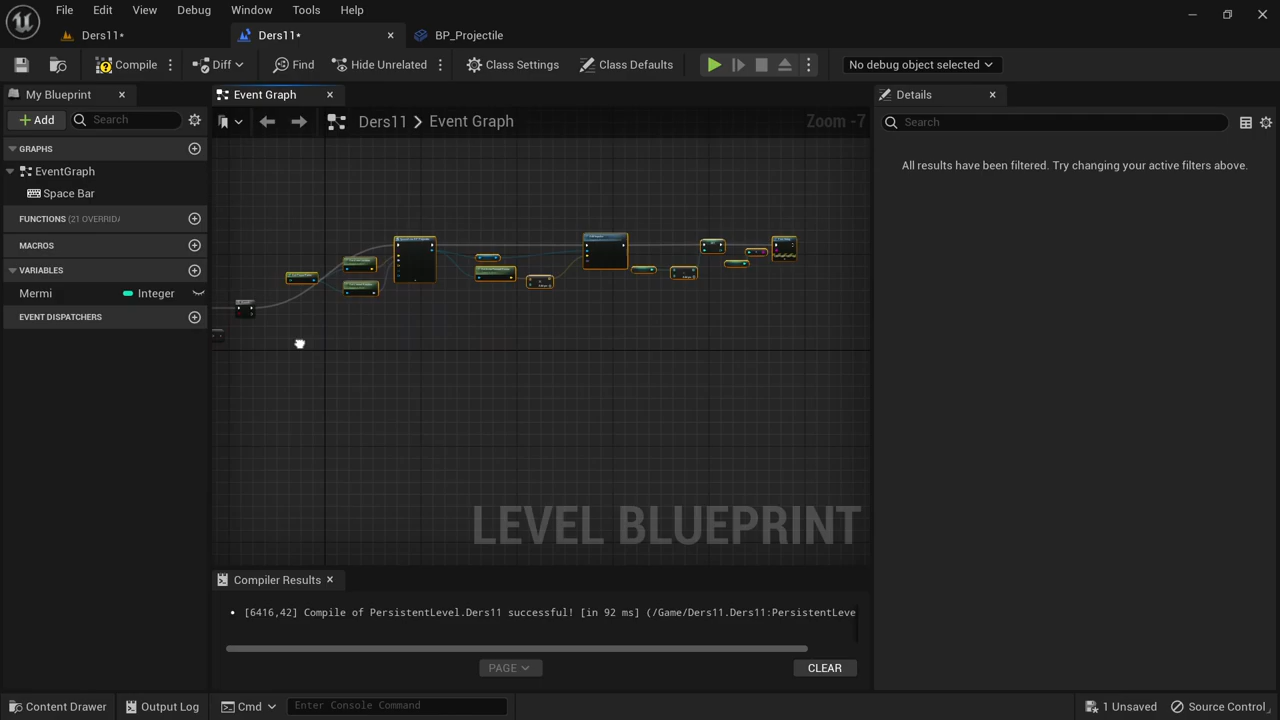 File Edit View Debug Window Tools Help
Ders11* Ders11* BP_Projectile
Compile Diff Find Hide Unrelated Class Settings Class Defaults No debug object selected
My Blueprint Event Graph Details
Add Search Ders11 Event Graph Zoom -7 Search
GRAPHS
All results have been filtered. Try changing your active filters above.
EventGraph
Space Bar
FUNCTIONS (21 OVERRIDA
MACROS
VARIABLES
Mermi Integer
EVENT DISPATCHERS
LEVEL BLUEPRINT
Compiler Results
• [6416,42] Compile of PersistentLevel.Ders11 successful! [in 92 ms] (/Game/Ders11.Ders11:PersistentLeve
PAGE CLEAR
Content Drawer Output Log Cmd Enter Console Command 1 Unsaved Source Control